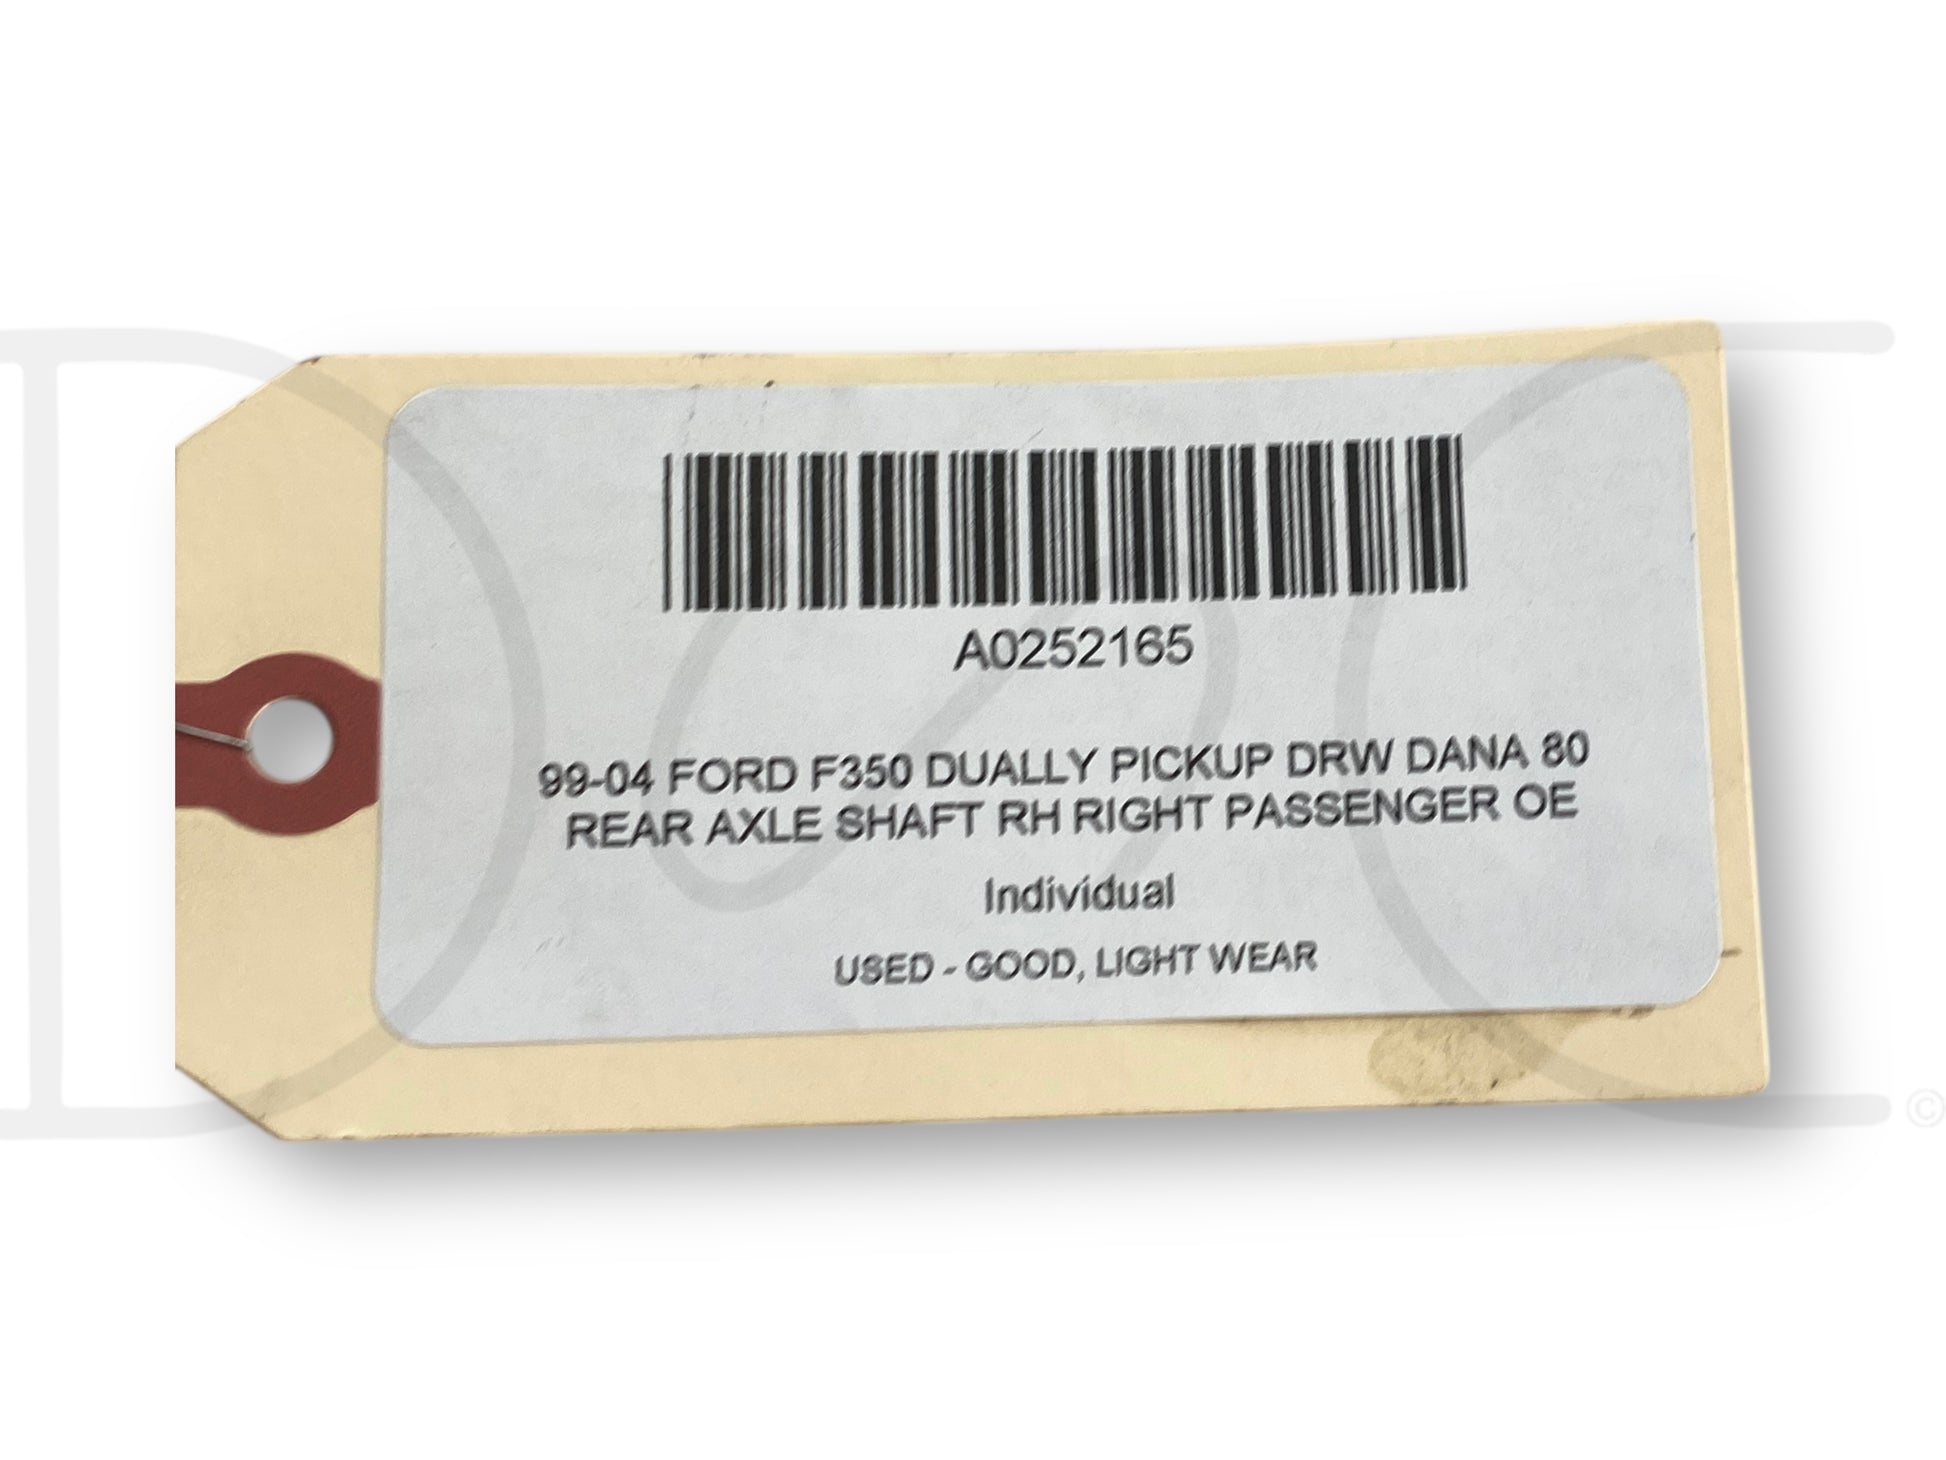 A0252165
99-04 FORD F350 DUALLY PICKUP DRW DANA 80
REAR AXLE SHAFT RH RIGHT PASSENGER OE
Individual
USED - GOOD, LIGHT WEAR
©